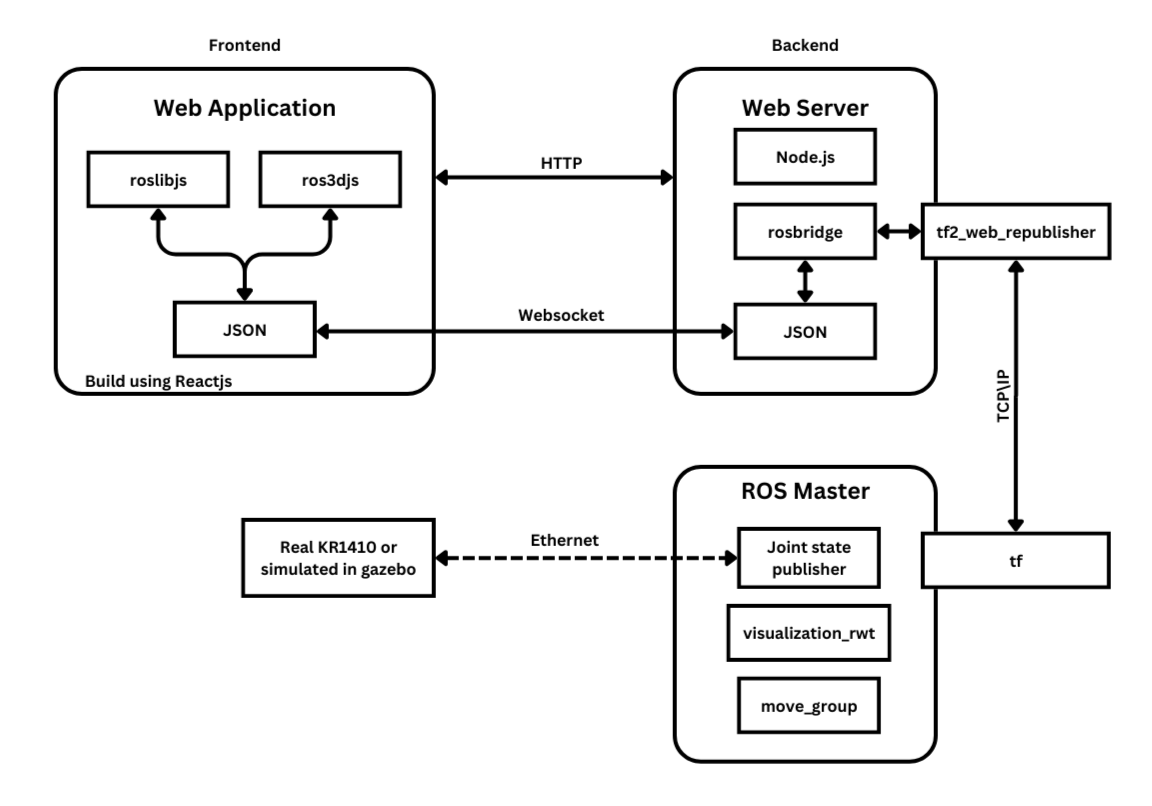 Frontend
Backend
Web Application
Web Server
roslibjs
ros3djs
HTTP
Node.js
rosbridge
tf2_web_republisher
Websocket
JSON
JSON
Build using Reactjs
TCP\IP
ROS Master
Real KR1410 or
simulated in gazebo
Ethernet
Joint state
publisher
tf
visualization_rwt
move_group